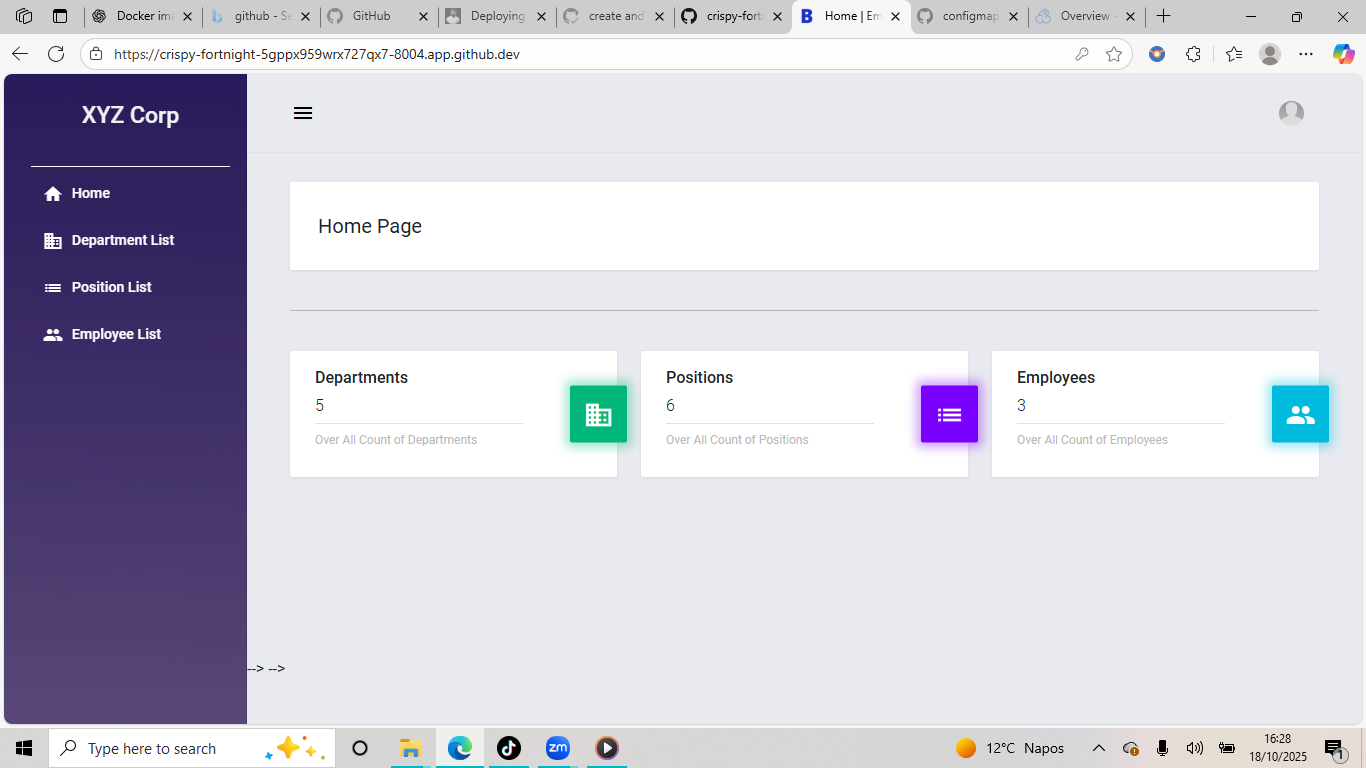 Docker ima
github - Se
GitHub
Deploying
create and
crispy-fortn
Home | Em
configmap
Overview -
https://crispy-fortnight-5gppx959wrx727qx7-8004.app.github.dev
XYZ Corp
Home
Department List
Position List
Employee List
Home Page
Departments
5
Over All Count of Departments
Positions
6
Over All Count of Positions
Employees
3
Over All Count of Employees
--> -->
Type here to search
zm
12°C Napos
16:28
18/10/2025
1